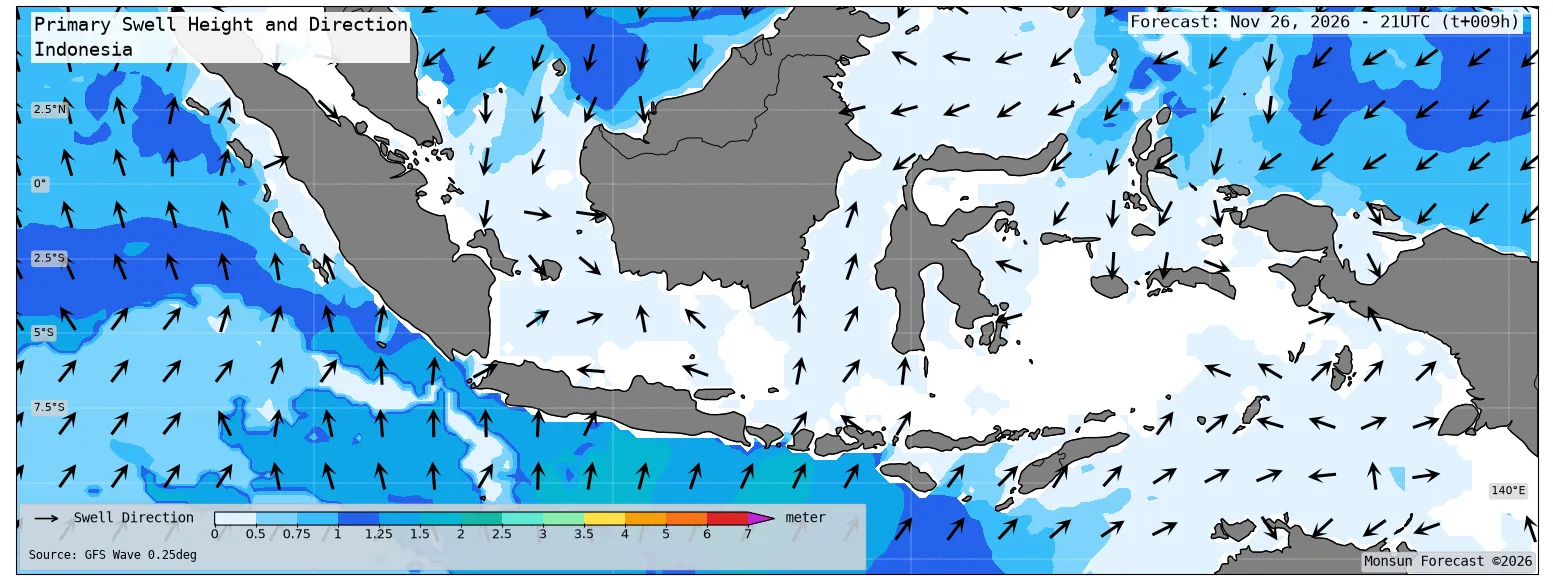 Primary Swell Height and Direction
Indonesia
Forecast: Nov 26, 2026 - 21UTC (t+009h)
2.5°N
0°
2.5°S
5°S
7.5°S
140°E
Swell Direction
0 0.5 0.75 1 1.25 1.5 2 2.5 3 3.5 4 5 6 7
meter
Source: GFS Wave 0.25deg
Monsun Forecast ©2026